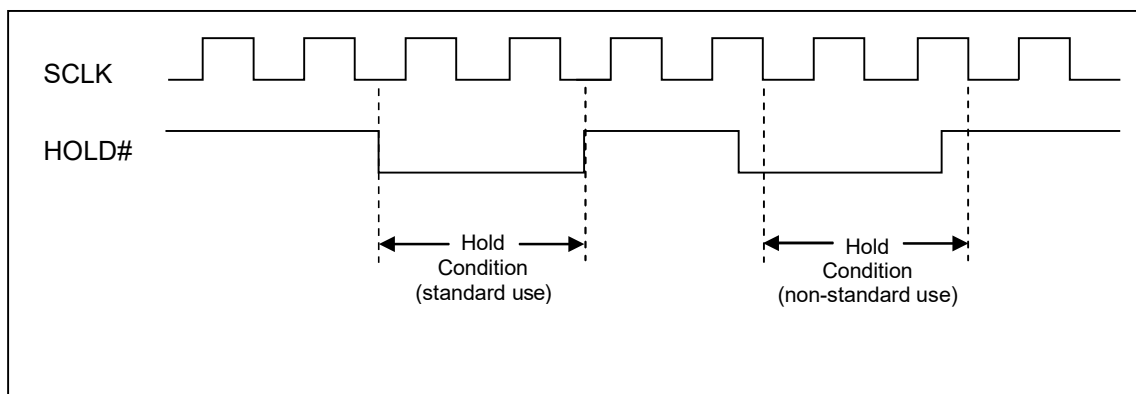 SCLK
HOLD#
Hold
Condition
(standard use)
Hold
Condition
(non-standard use)